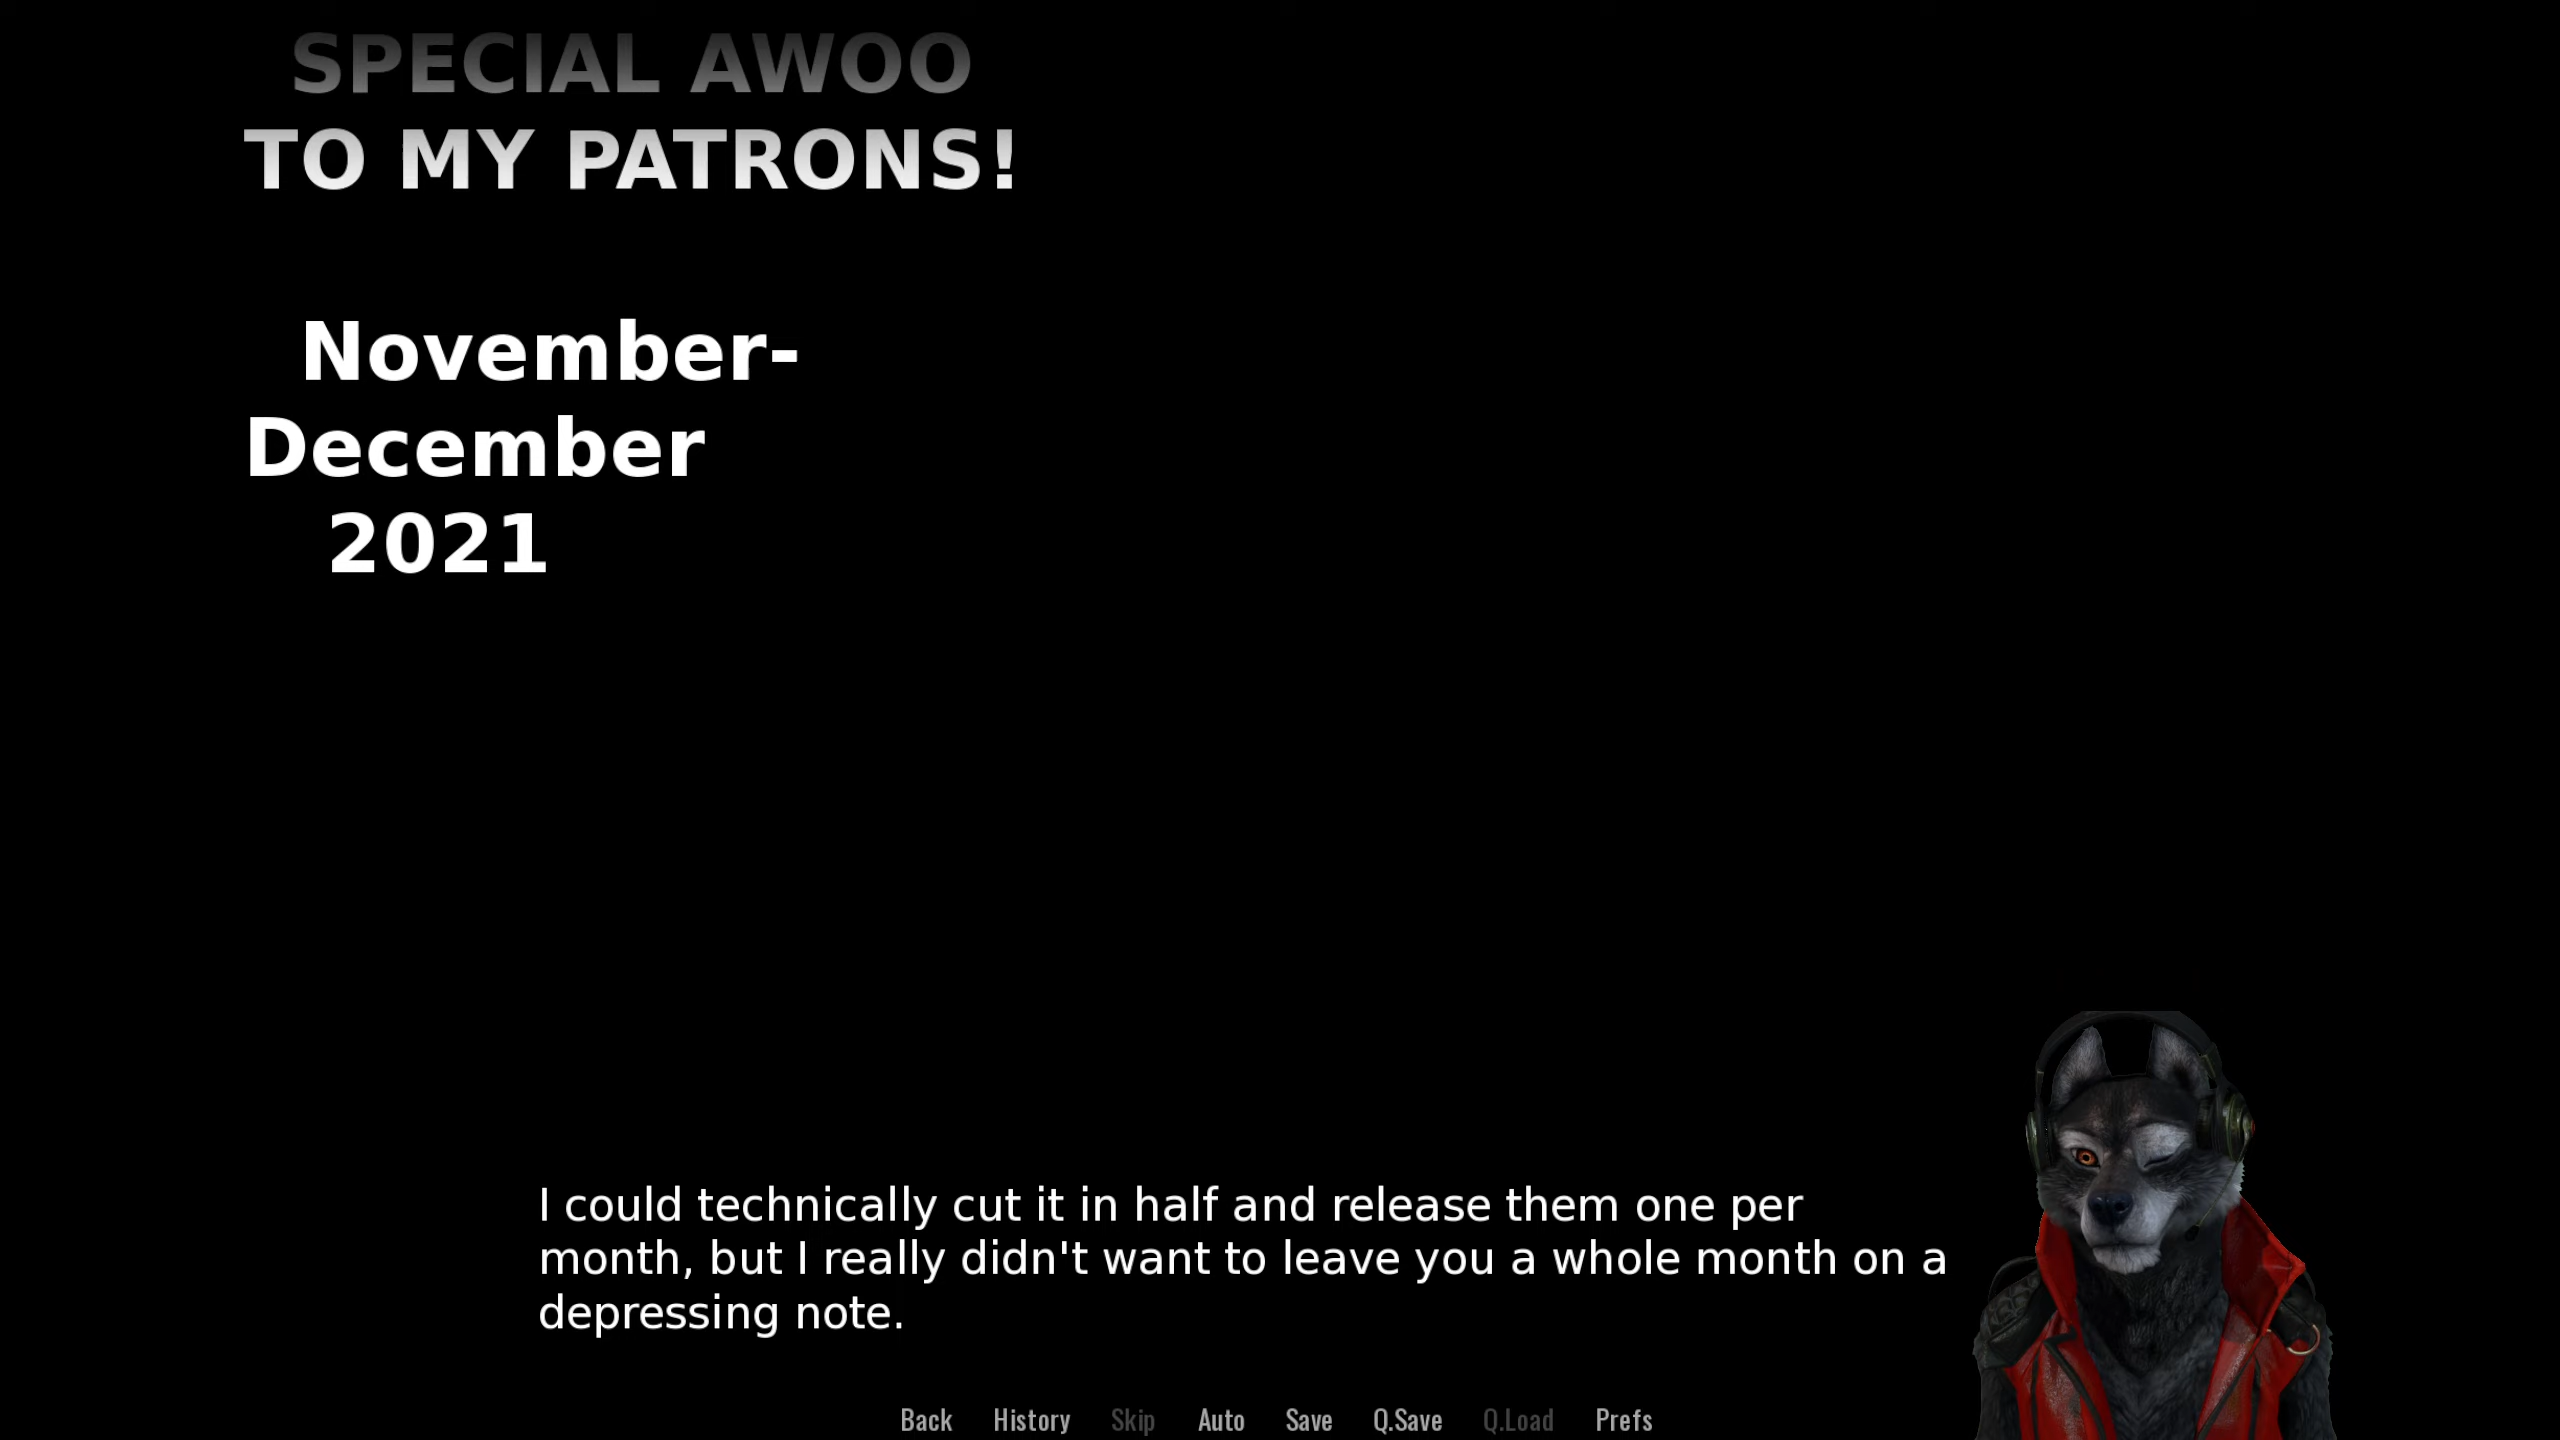 SPECIAL AWOO
TO MY PATRONS!
November-
December
2021
I could technically cut it in half and release them one per
month, but I really didn't want to leave you a whole month on a
depressing note.
Back History Skip Auto Save Q.Save Q.Load Prefs